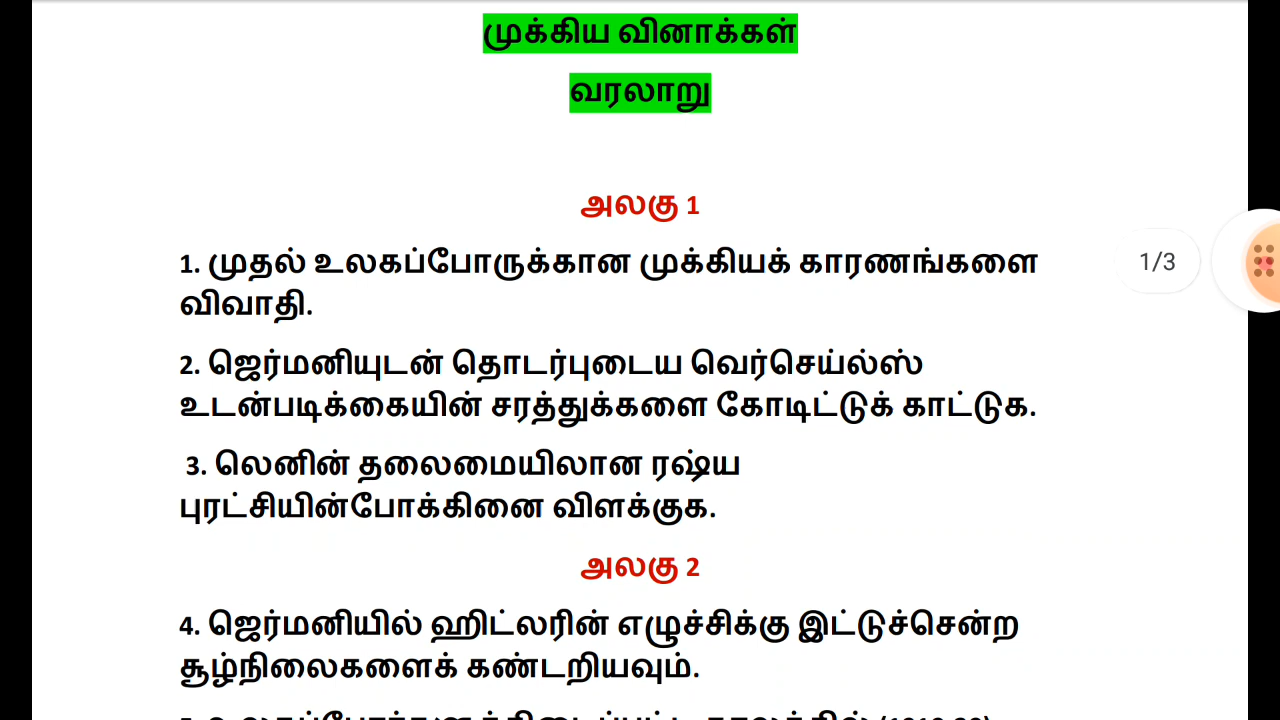 முக்கிய வினாக்கள்
வரலாறு
அலகு 1
1. முதல் உலகப்போருக்கான முக்கியக் காரணங்களை
விவாதி.
1/3
2. ஜெர்மனியுடன் தொடர்புடைய வெர்செய்ல்ஸ்
உடன்படிக்கையின் சரத்துக்களை கோடிட்டுக் காட்டுக.
3. லெனின் தலைமையிலான ரஷ்ய
புரட்சியின்போக்கினை விளக்குக.
அலகு 2
4. ஜெர்மனியில் ஹிட்லரின் எழுச்சிக்கு இட்டுச்சென்ற
சூழ்நிலைகளைக் கண்டறியவும்.